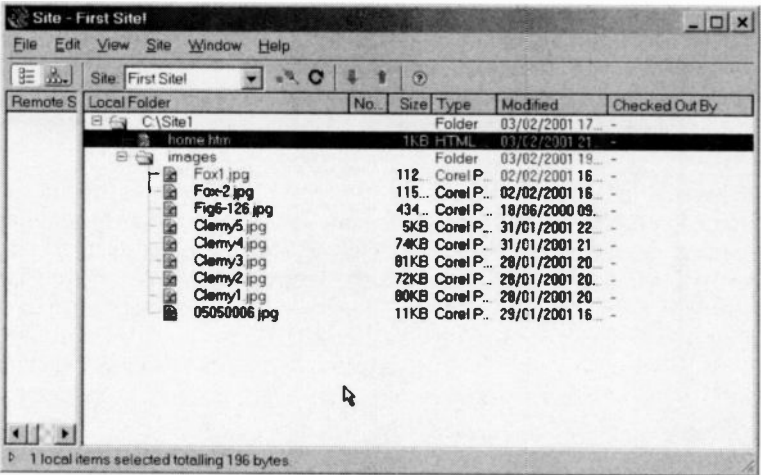 Site - First Site!
File Edit View Site Window Help
Site: First Site!
Remote S Local Folder No... Size Type Modified Checked Out By
C:\Site1 Folder 03/02/2001 17... -
home.htm 1KB HTML 03/02/2001 21... -
images Folder 03/02/2001 19... -
Fox1.jpg 112... Corel P... 02/02/2001 16... -
Fox-2.jpg 115... Corel P... 02/02/2001 16... -
Fig6-126.jpg 434... Corel P... 18/06/2000 09... -
Clemy5.jpg 5KB Corel P... 31/01/2001 22... -
Clemy4.jpg 74KB Corel P... 31/01/2001 21... -
Clemy3.jpg 81KB Corel P... 28/01/2001 20... -
Clemy2.jpg 72KB Corel P... 28/01/2001 20... -
Clemy1.jpg 80KB Corel P... 28/01/2001 20... -
05050006.jpg 11KB Corel P... 29/01/2001 16... -
1 local items selected totalling 196 bytes.